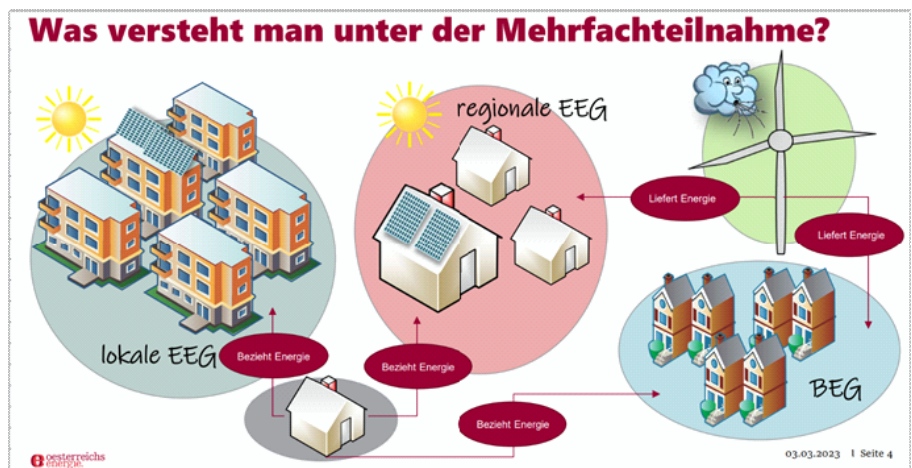 Was versteht man unter der Mehrfachteilnahme?
regionale EEG
Liefert Energie
Liefert Energie
lokale EEG
Bezieht Energie
Bezieht Energie
Bezieht Energie
BEG
oesterreichs
energie.
03.03.2023 I Seite 4